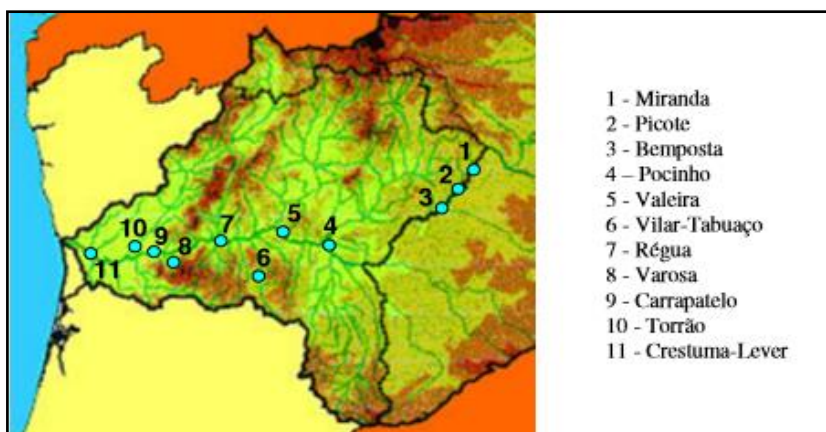 1
2
3
4
5
6
7
8
9
10
11
1 - Miranda
2 - Picote
3 - Bemposta
4 – Pocinho
5 - Valeira
6 - Vilar-Tabuaço
7 - Régua
8 - Varosa
9 - Carrapatelo
10 - Torrão
11 - Crestuma-Lever